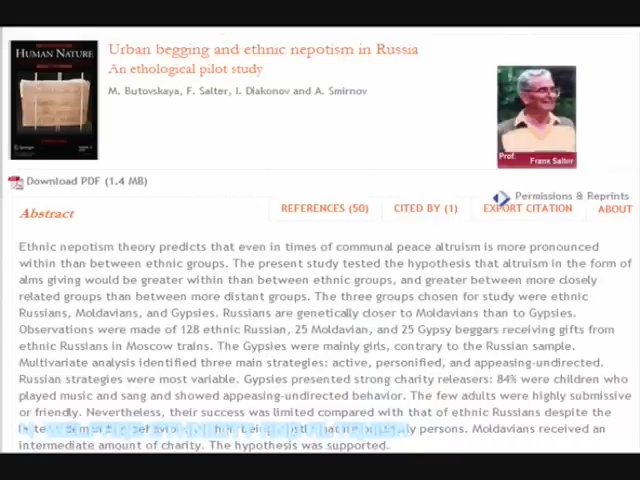 HUMAN NATURE
Urban begging and ethnic nepotism in Russia
An ethological pilot study
M. Butovskaya, F. Salter, I. Diakonov and A. Smirnov
Prof.
Frans Salter
Download PDF (1.4 MB)
Permissions & Reprints
Abstract
REFERENCES (50)
CITED BY (1)
EXPORT CITATION
ABOUT
Ethnic nepotism theory predicts that even in times of communal peace altruism is more pronounced
within than between ethnic groups. The present study tested the hypothesis that altruism in the form of
alms giving would be greater within than between ethnic groups, and greater between more closely
related groups than between more distant groups. The three groups chosen for study were ethnic
Russians, Moldavians, and Gypsies. Russians are genetically closer to Moldavians than to Gypsies.
Observations were made of 128 ethnic Russian, 25 Moldavian, and 25 Gypsy beggars receiving gifts from
ethnic Russians in Moscow trains. The Gypsies were mainly girls, contrary to the Russian sample.
Multivariate analysis identified three main strategies: active, personified, and appeasing-undirected.
Russian strategies were most variable. Gypsies presented strong charity releasers: 84% were children who
played music and sang and showed appeasing-undirected behavior. The few adults were highly submissive
or friendly. Nevertheless, their success was limited compared with that of ethnic Russians despite the
persons. Moldavians received an
intermediate amount of charity. The hypothesis was supported.